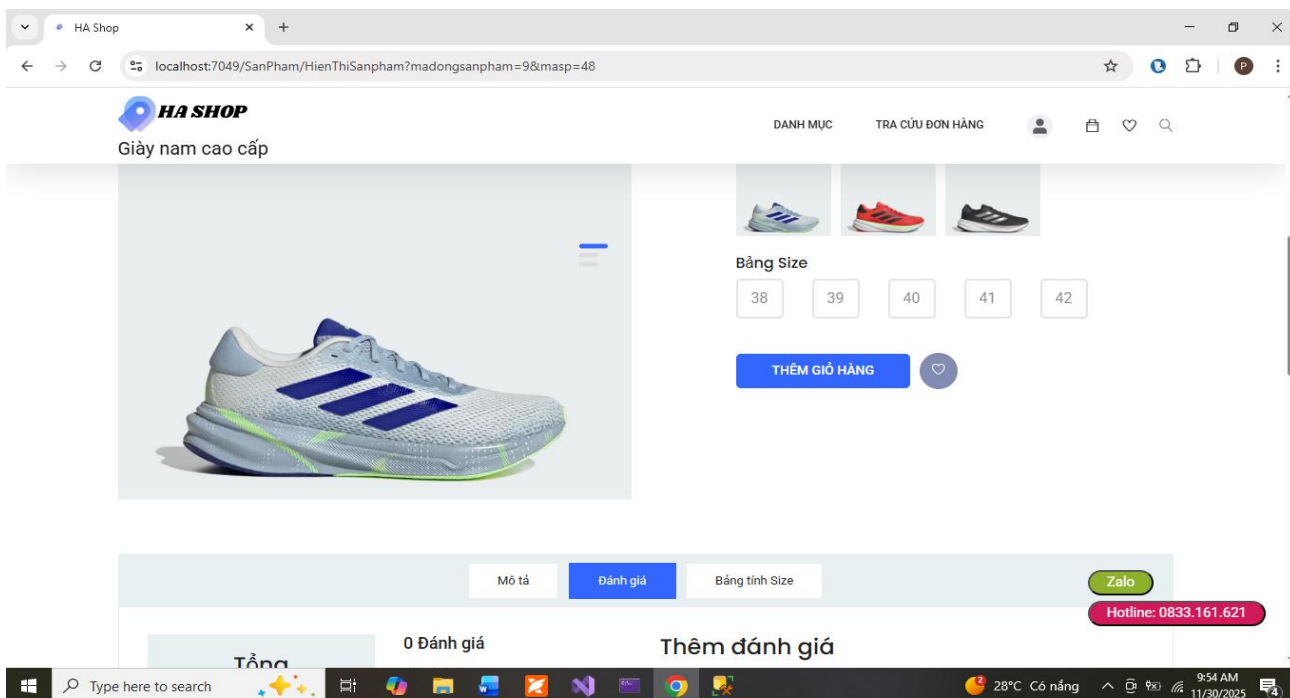 HA Shop
localhost:7049/SanPham/HienThiSanpham?madongsanpham=9&masp=48
P
HA SHOP
Giày nam cao cấp
DANH MỤC
TRA CỨU ĐƠN HÀNG
Bảng Size
38 39 40 41 42
THÊM GIỎ HÀNG
Mô tả
Đánh giá
Bảng tính Size
Zalo
Hotline: 0833.161.621
Tổng
0 Đánh giá
Thêm đánh giá
Type here to search
2
28°C Có nắng
9:54 AM
11/30/2025
4